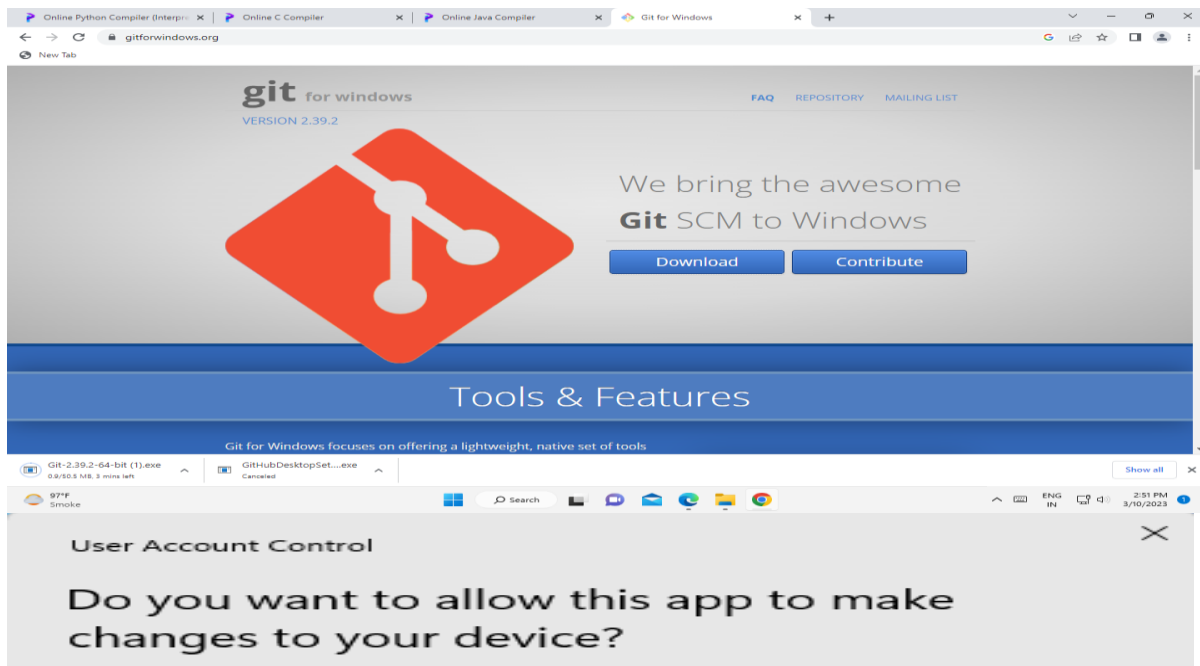 Online Python Compiler (Interpre
Online C Compiler
Online Java Compiler
Git for Windows
gitforwindows.org
New Tab
git for windows
FAQ REPOSITORY MAILING LIST
VERSION 2.39.2
We bring the awesome
Git SCM to Windows
Download Contribute
Tools & Features
Git for Windows focuses on offering a lightweight, native set of tools
Git-2.39.2-64-bit (1).exe
0.9/50.5 MB, 3 mins left
GitHubDesktopSet....exe
Canceled
Show all
97°F
Smoke
Search
ENG
IN
2:51 PM
3/10/2023
1
User Account Control
Do you want to allow this app to make
changes to your device?